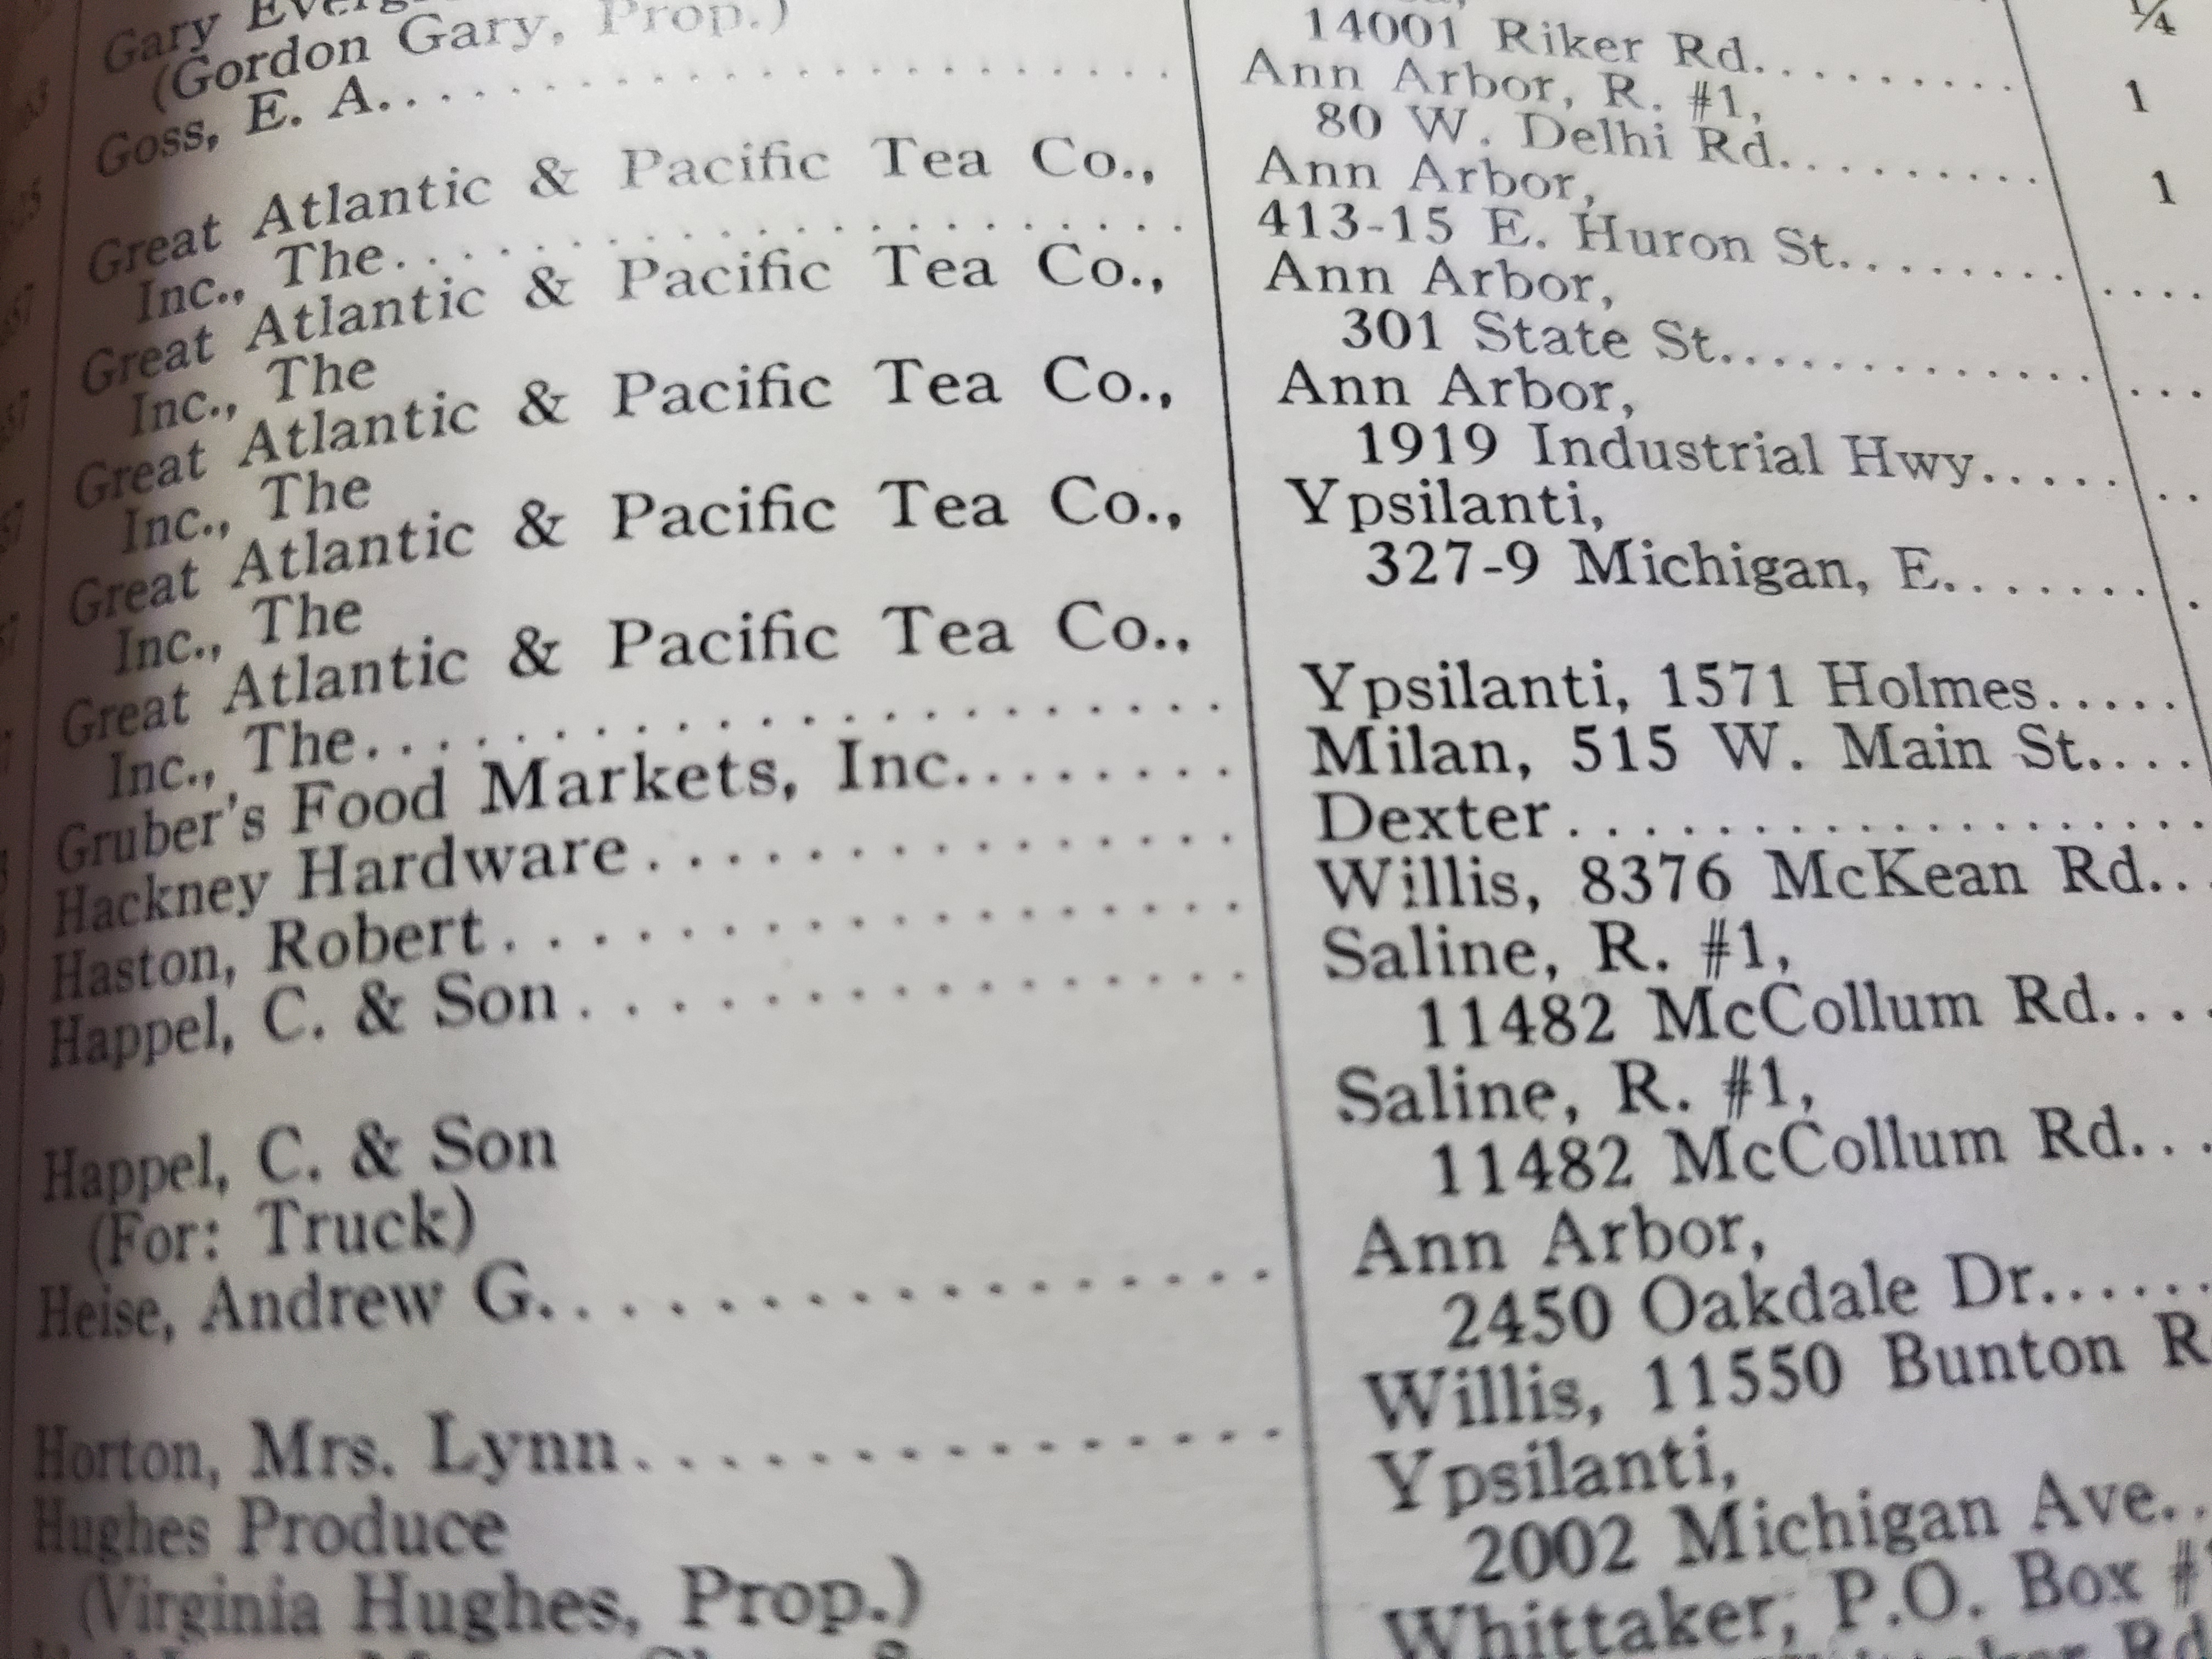 Gary
(Gordon Gary, Prop.)
Goss, E. A.
Great Atlantic & Pacific Tea Co.,
Inc., The
Great Atlantic & Pacific Tea Co.,
Inc., The
Great Atlantic & Pacific Tea Co.,
Inc., The
Great Atlantic & Pacific Tea Co.,
Inc., The
Great Atlantic & Pacific Tea Co.,
Inc., The
Gruber's Food Markets, Inc.
Hackney Hardware
Haston, Robert
Happel, C. & Son
Happel, C. & Son
(For: Truck)
Heise, Andrew G.
Horton, Mrs. Lynn
Hughes Produce
(Virginia Hughes, Prop.)
14001 Riker Rd.
Ann Arbor, R. #1,
80 W. Delhi Rd.
Ann Arbor,
413-15 E. Huron St.
Ann Arbor,
301 State St.
Ann Arbor,
1919 Industrial Hwy.
Ypsilanti,
327-9 Michigan, E.
Ypsilanti, 1571 Holmes
Milan, 515 W. Main St.
Dexter
Willis, 8376 McKean Rd.
Saline, R. #1,
11482 McCollum Rd.
Saline, R. #1,
11482 McCollum Rd.
Ann Arbor,
2450 Oakdale Dr.
Willis, 11550 Bunton R
Ypsilanti,
2002 Michigan Ave.
Whittaker, P.O. Box #
Rd
1/4
1
1